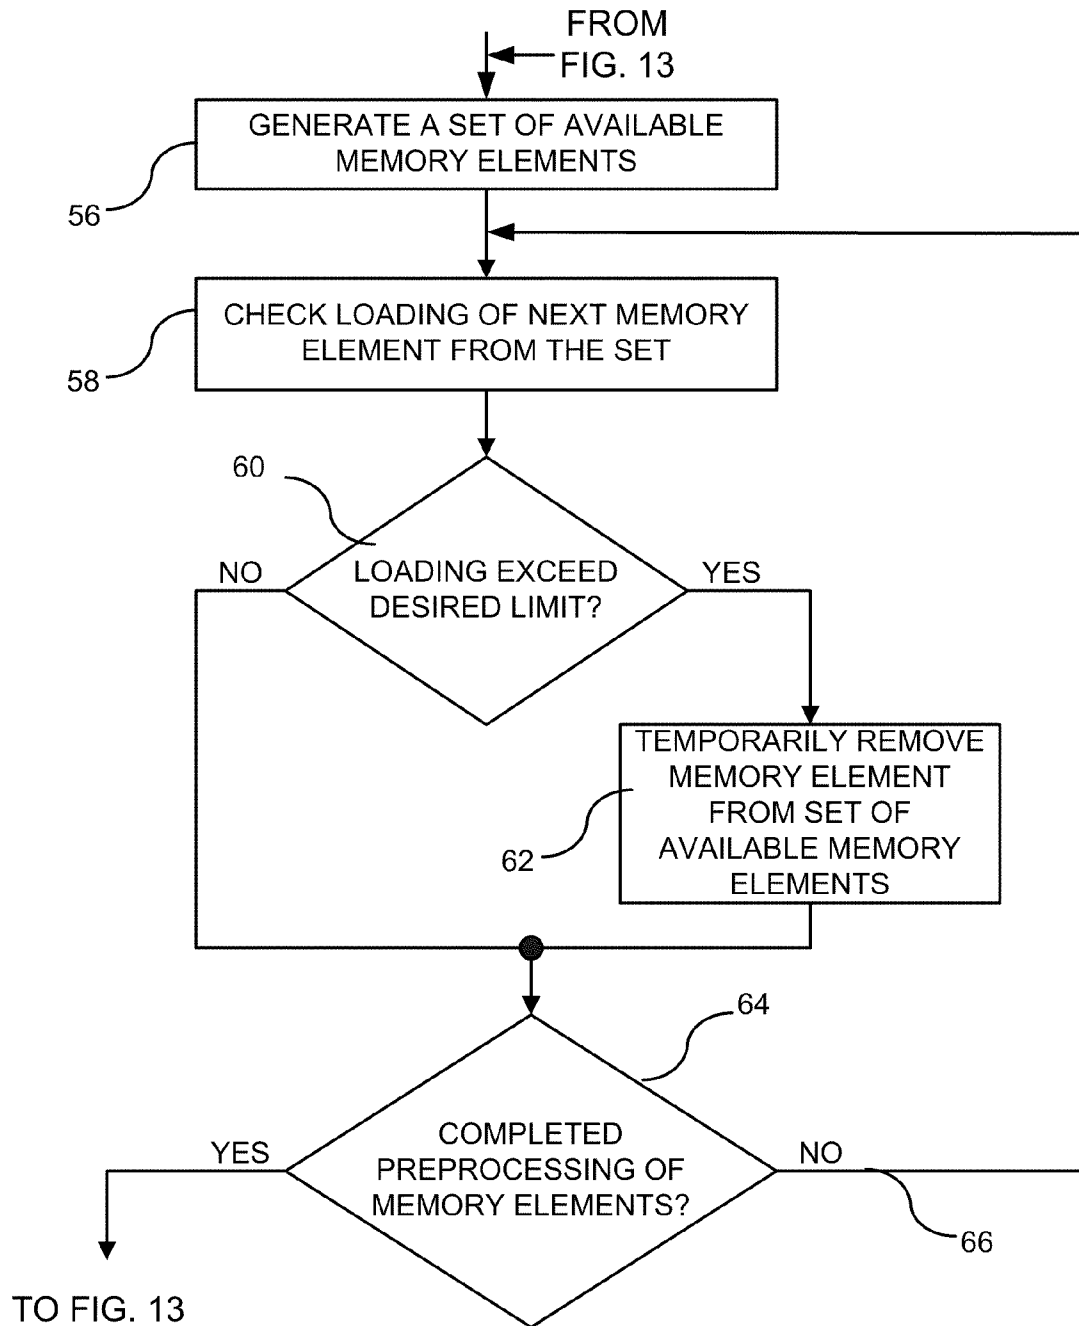 FROM
FIG. 13
GENERATE A SET OF AVAILABLE
MEMORY ELEMENTS
56
CHECK LOADING OF NEXT MEMORY
ELEMENT FROM THE SET
58
60
LOADING EXCEED
DESIRED LIMIT?
NO
YES
TEMPORARILY REMOVE
MEMORY ELEMENT
FROM SET OF
AVAILABLE MEMORY
ELEMENTS
62
64
COMPLETED
PREPROCESSING OF
MEMORY ELEMENTS?
YES
NO
66
TO FIG. 13